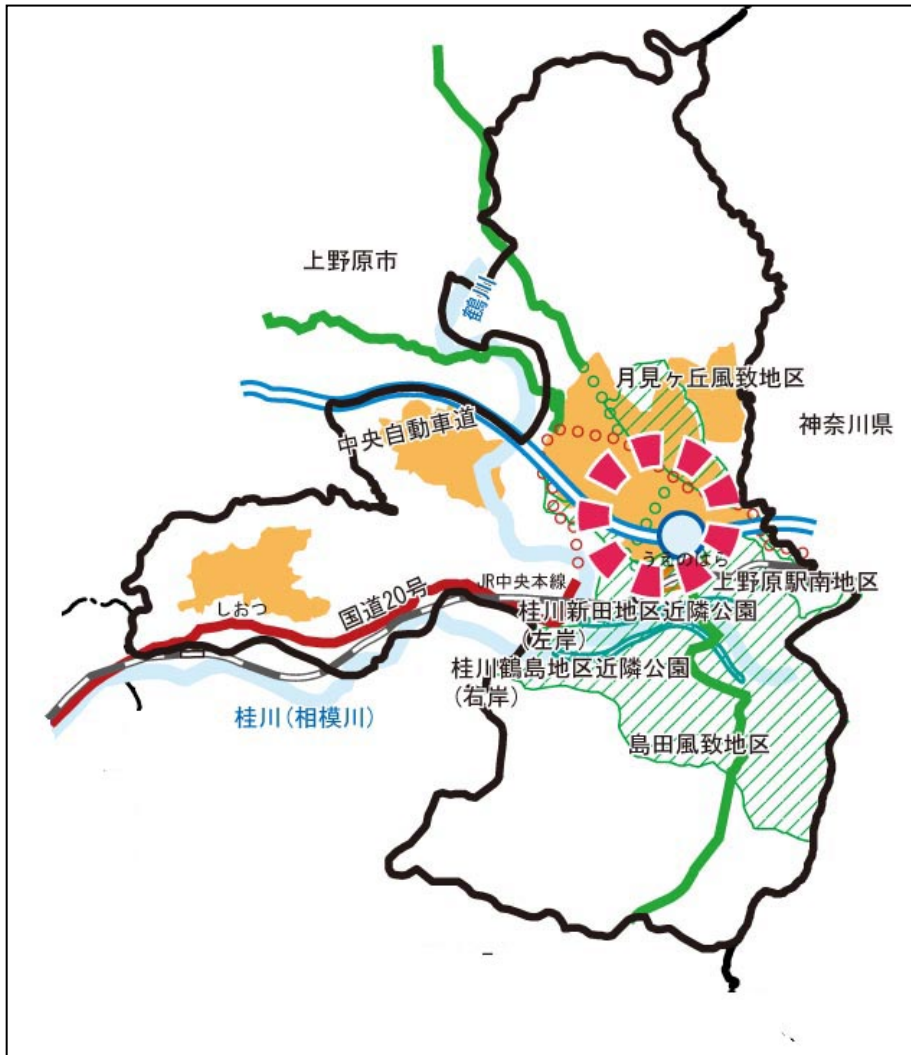 上野原市
鶴川
月見ヶ丘風致地区
神奈川県
中央自動車道
うえのはら
上野原駅南地区
しおつ
国道20号
JR中央本線
桂川新田地区近隣公園
(左岸)
桂川鶴島地区近隣公園
(右岸)
桂川(相模川)
島田風致地区